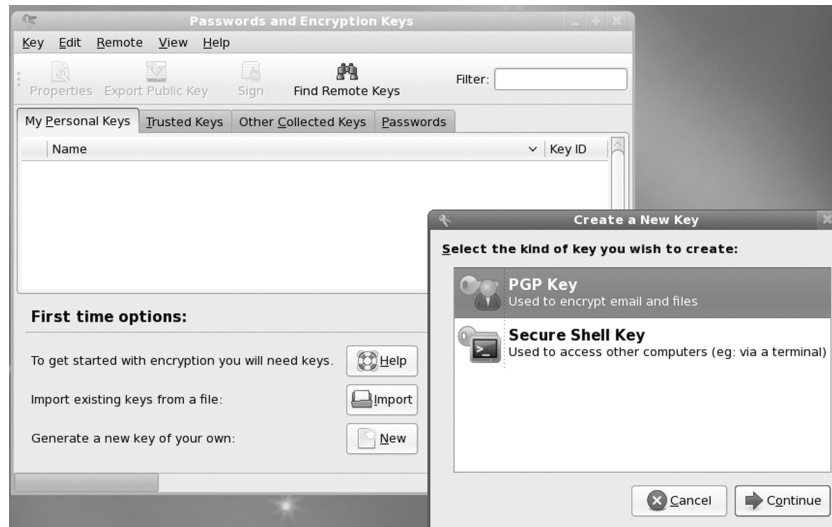 Passwords and Encryption Keys
Key Edit Remote View Help
Properties Export Public Key Sign Find Remote Keys Filter:
My Personal Keys Trusted Keys Other Collected Keys Passwords
Name Key ID
Create a New Key
Select the kind of key you wish to create:
PGP Key
Used to encrypt email and files
Secure Shell Key
>_
Used to access other computers (eg: via a terminal)
First time options:
To get started with encryption you will need keys. Help
Import existing keys from a file: Import
Generate a new key of your own: New
Cancel Continue